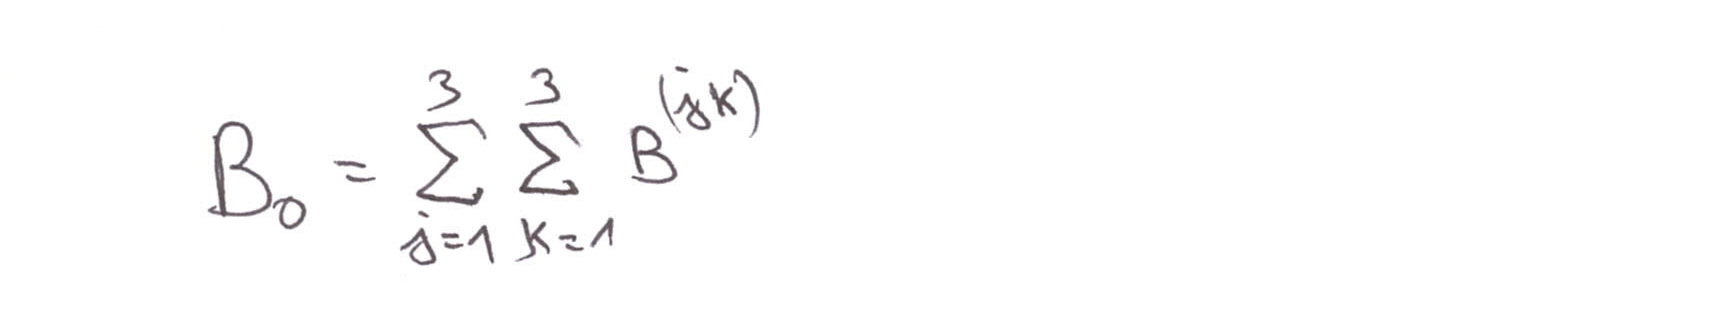 B_0 = \sum_{j=1}^{3} \sum_{k=1}^{3} B^{(jk)}